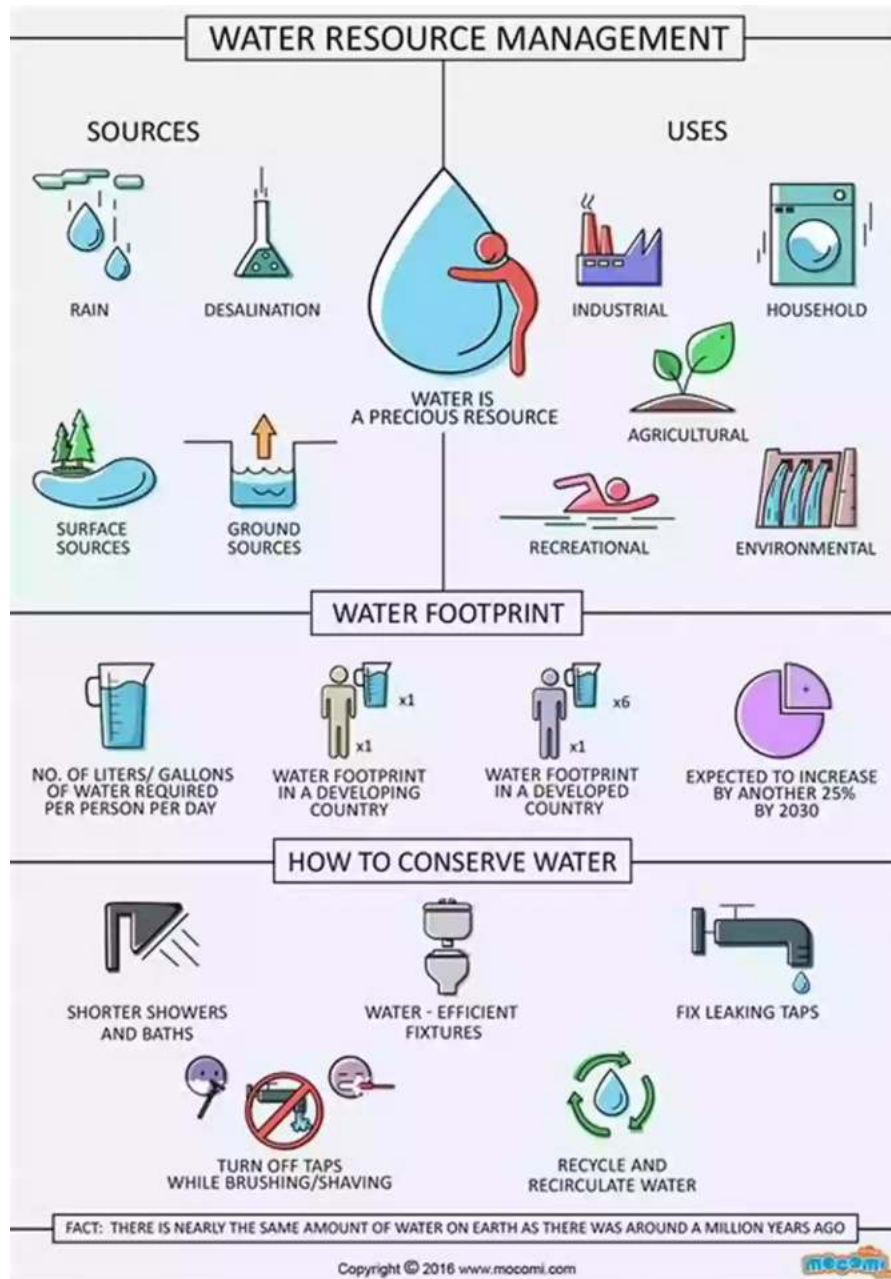 WATER RESOURCE MANAGEMENT
SOURCES
USES
RAIN
DESALINATION
INDUSTRIAL
HOUSEHOLD
WATER IS
A PRECIOUS RESOURCE
AGRICULTURAL
SURFACE
SOURCES
GROUND
SOURCES
RECREATIONAL
ENVIRONMENTAL
WATER FOOTPRINT
NO. OF LITERS/ GALLONS
OF WATER REQUIRED
PER PERSON PER DAY
x1
x1
WATER FOOTPRINT
IN A DEVELOPING
COUNTRY
x6
x1
WATER FOOTPRINT
IN A DEVELOPED
COUNTRY
+
EXPECTED TO INCREASE
BY ANOTHER 25%
BY 2030
HOW TO CONSERVE WATER
SHORTER SHOWERS
AND BATHS
WATER - EFFICIENT
FIXTURES
FIX LEAKING TAPS
TURN OFF TAPS
WHILE BRUSHING/SHAVING
RECYCLE AND
RECIRCULATE WATER
FACT: THERE IS NEARLY THE SAME AMOUNT OF WATER ON EARTH AS THERE WAS AROUND A MILLION YEARS AGO
Copyright © 2016 www.mocomi.com
mocomi